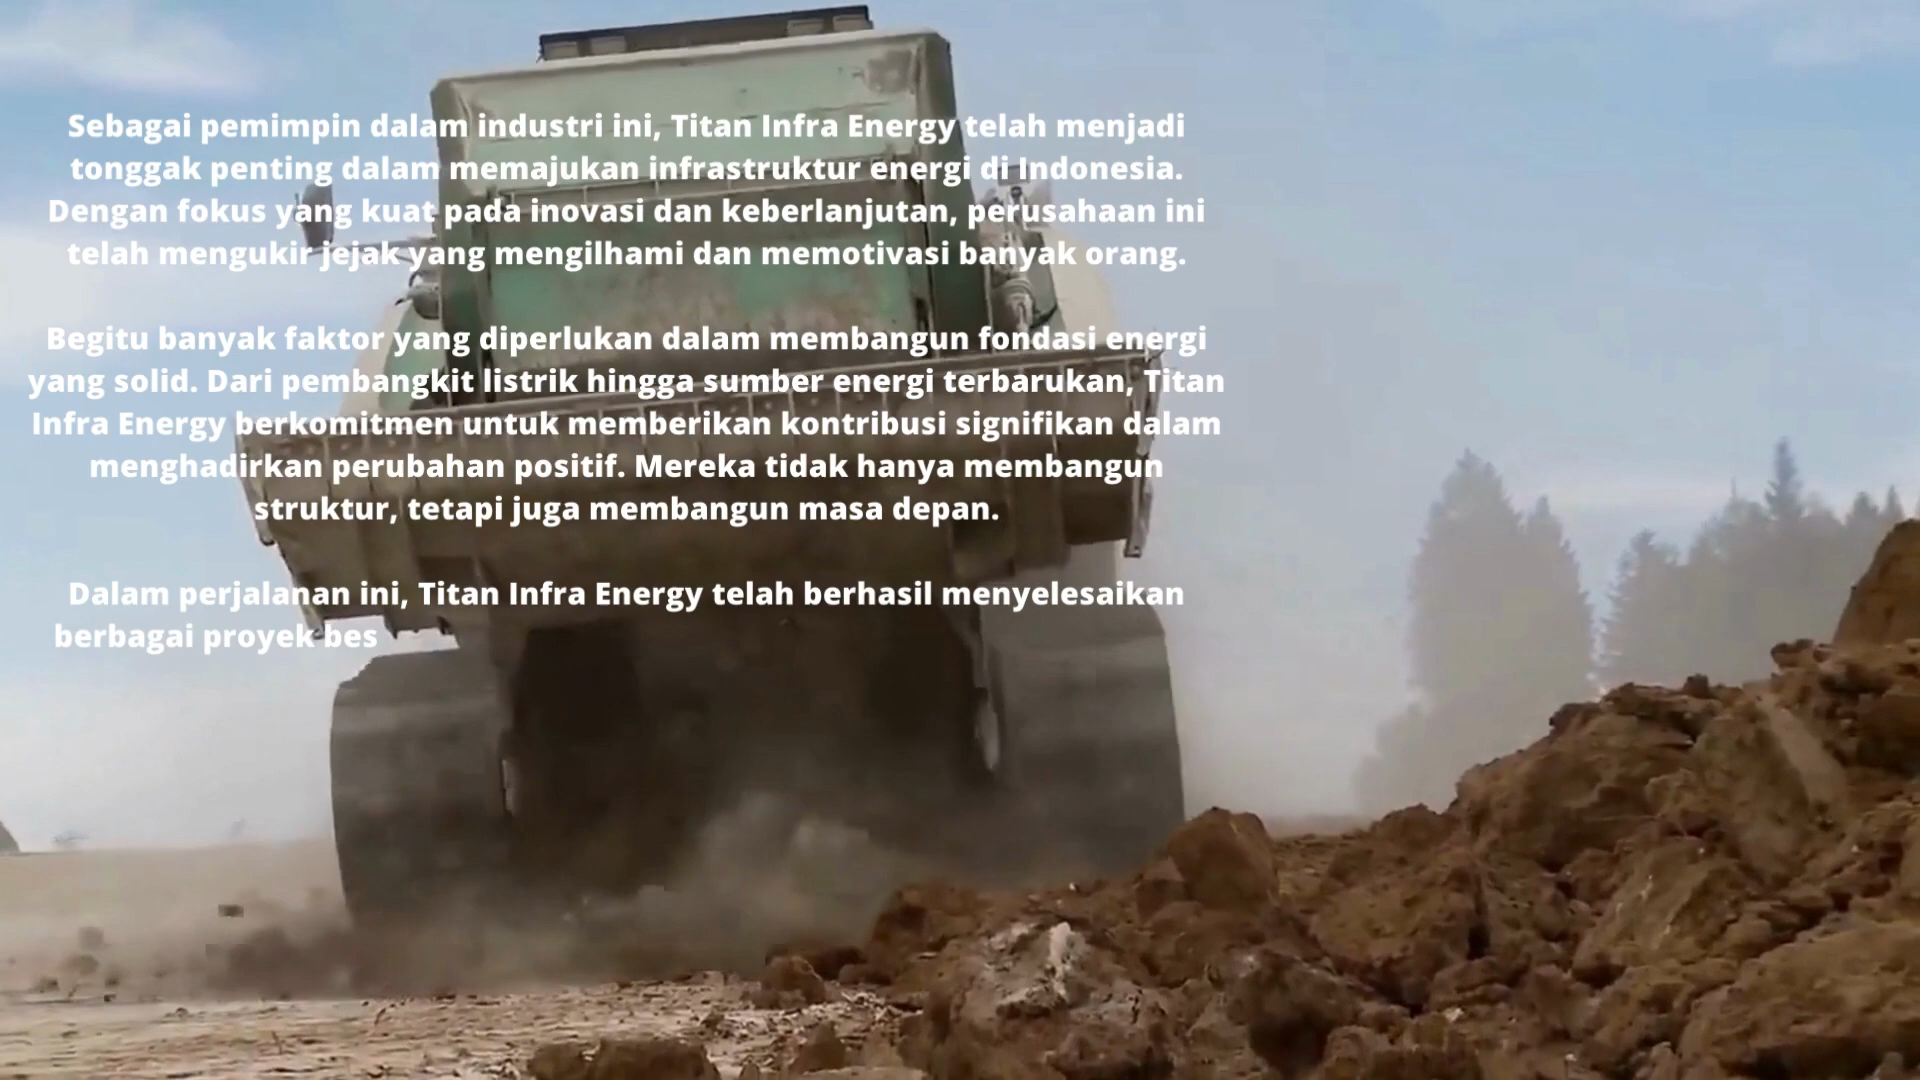 Sebagai pemimpin dalam industri ini, Titan Infra Energy telah menjadi
tonggak penting dalam memajukan infrastruktur energi di Indonesia.
Dengan fokus yang kuat pada inovasi dan keberlanjutan, perusahaan ini
telah mengukir jejak yang mengilhami dan memotivasi banyak orang.
Begitu banyak faktor yang diperlukan dalam membangun fondasi energi
yang solid. Dari pembangkit listrik hingga sumber energi terbarukan, Titan
Infra Energy berkomitmen untuk memberikan kontribusi signifikan dalam
menghadirkan perubahan positif. Mereka tidak hanya membangun
struktur, tetapi juga membangun masa depan.
Dalam perjalanan ini, Titan Infra Energy telah berhasil menyelesaikan
berbagai proyek bes